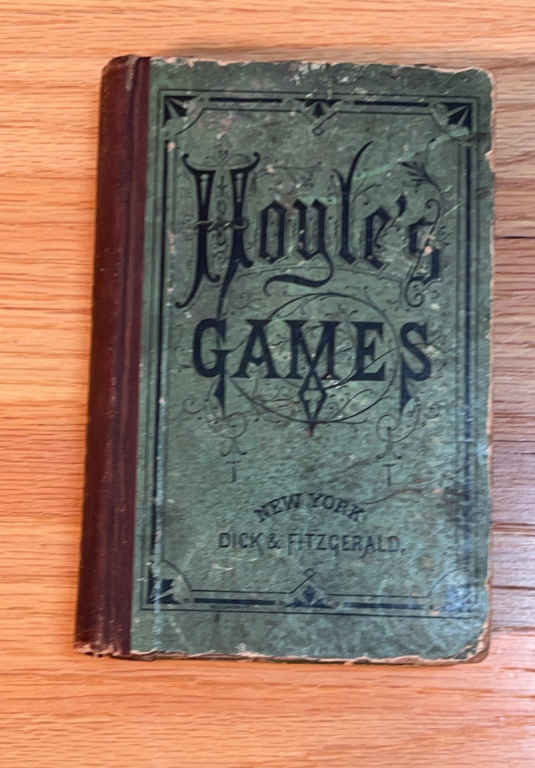 Hoyle's
GAMES
NEW YORK
DICK & FITZGERALD.